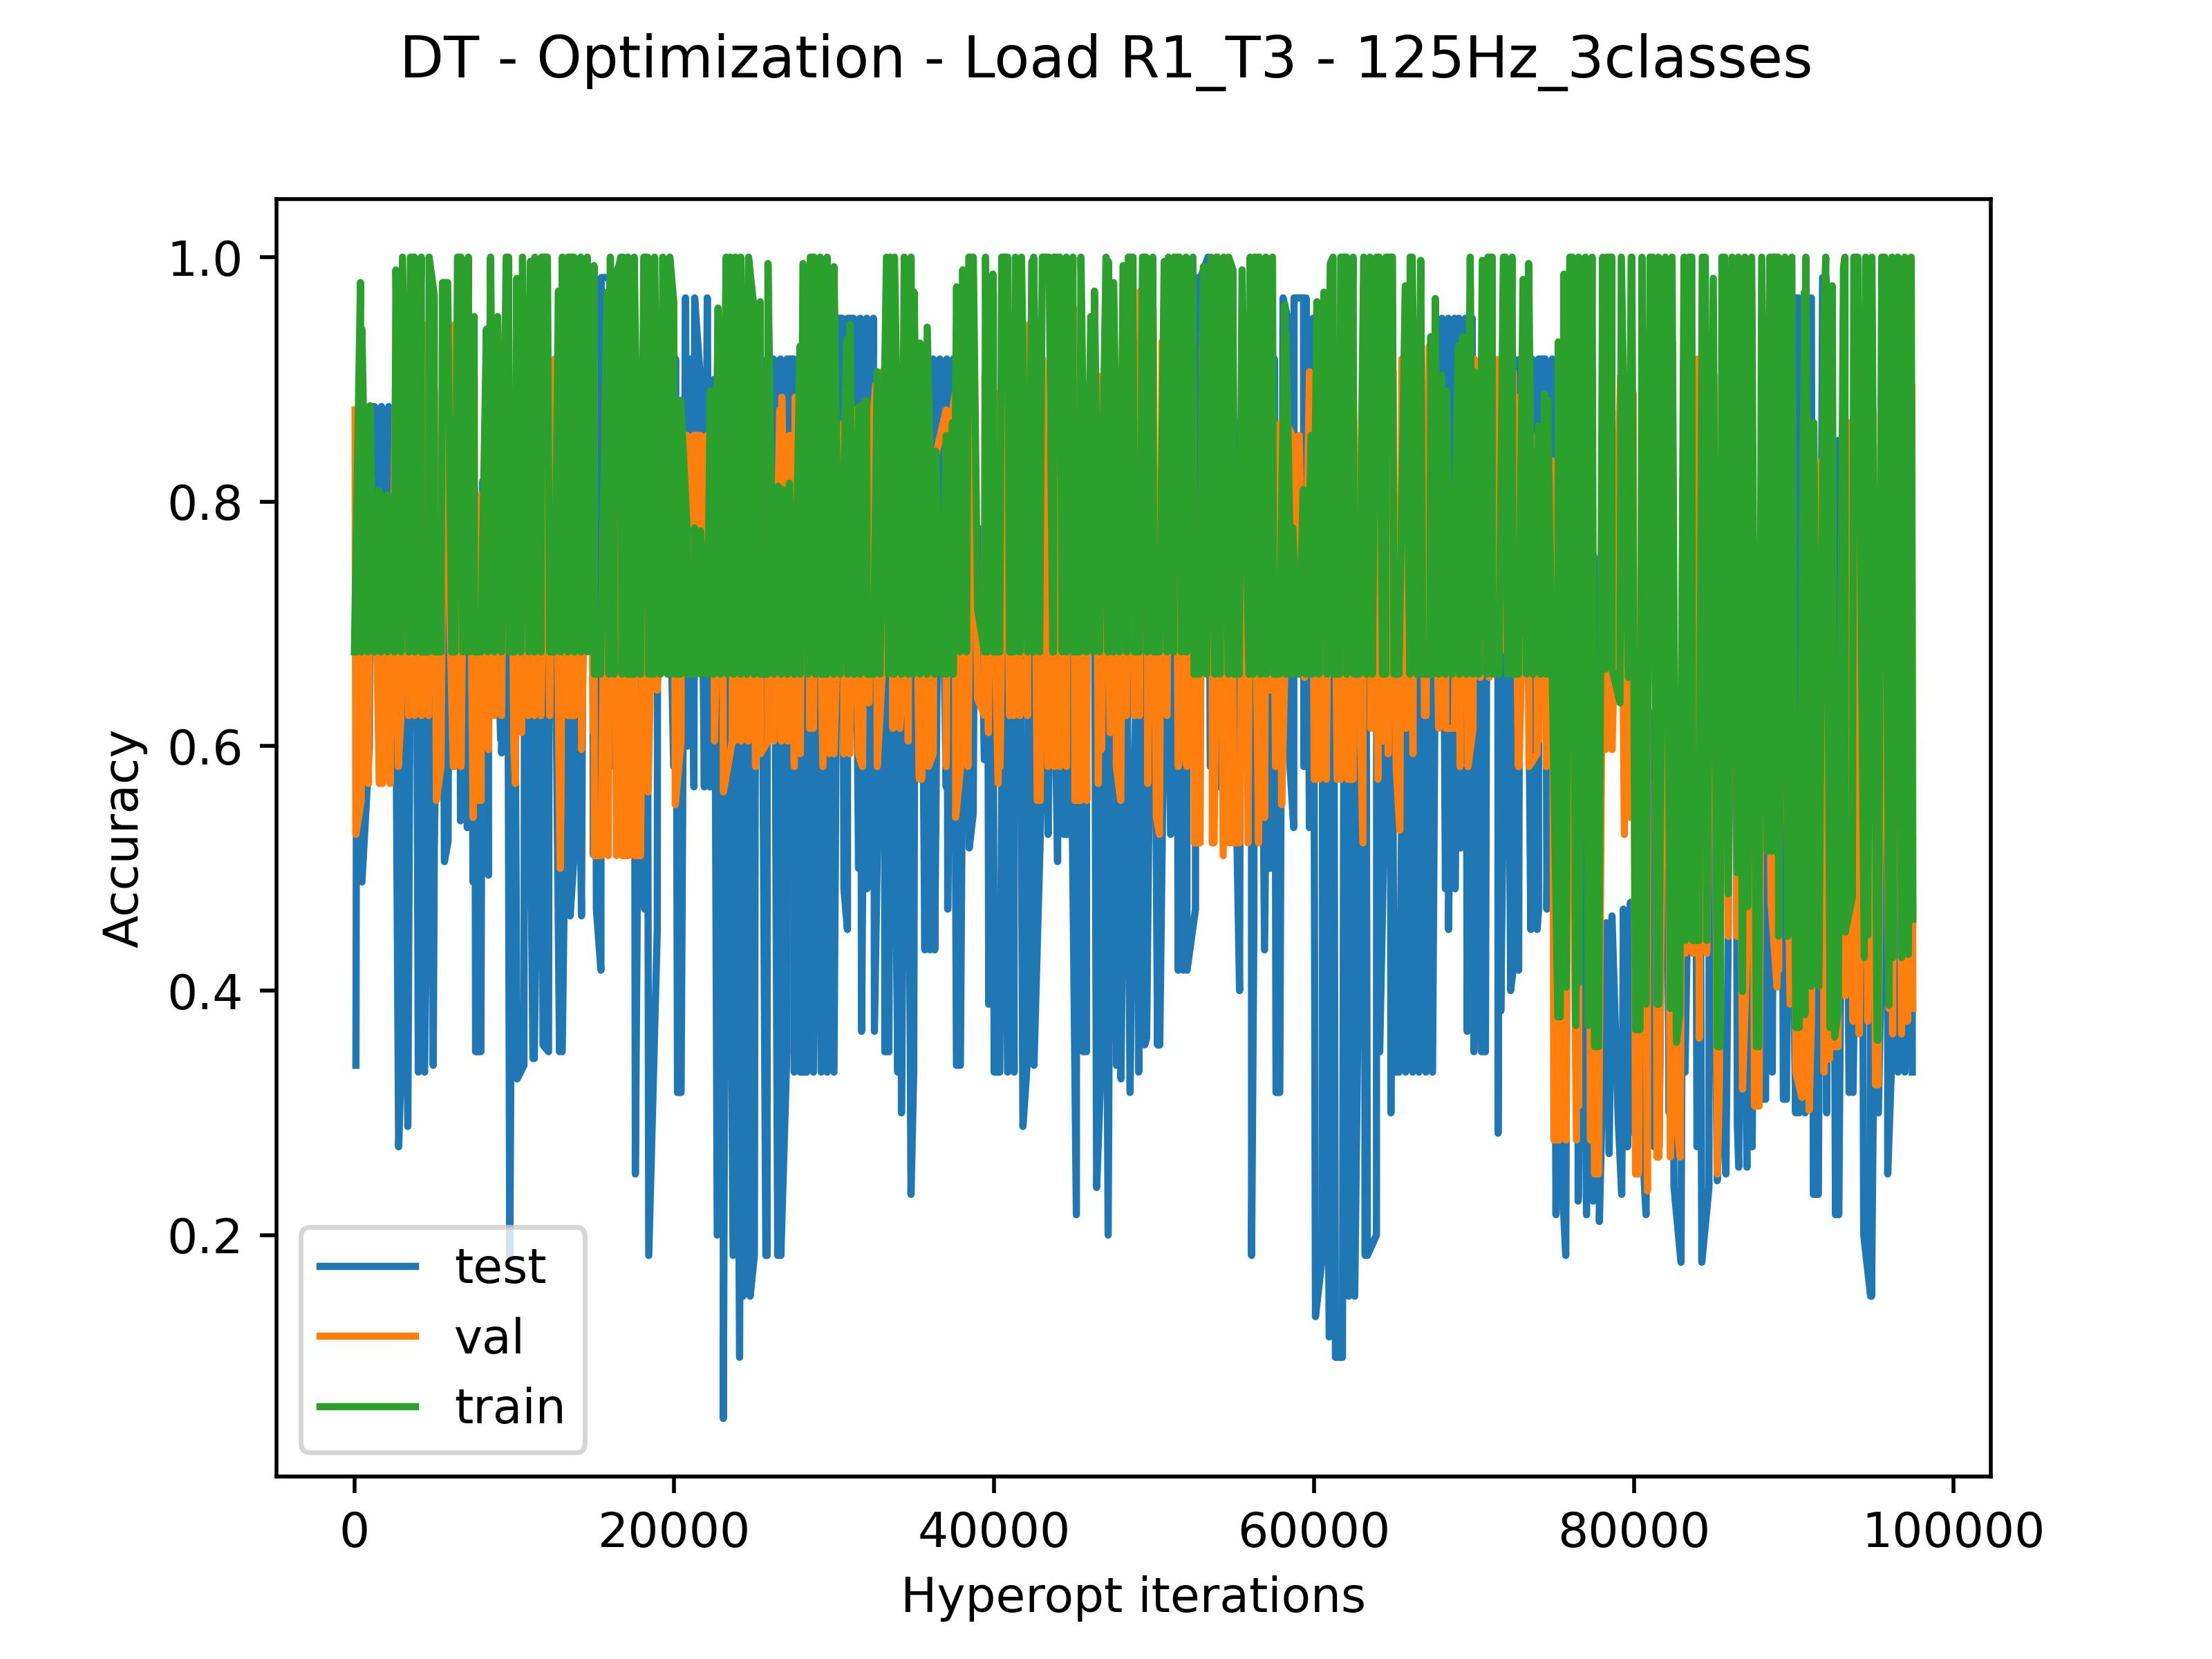 DT - Optimization - Load R1_T3 - 125Hz_3classes
1.0
0.8
0.6
0.4
0.2
Accuracy
test
val
train
0 20000 40000 60000 80000 100000
Hyperopt iterations